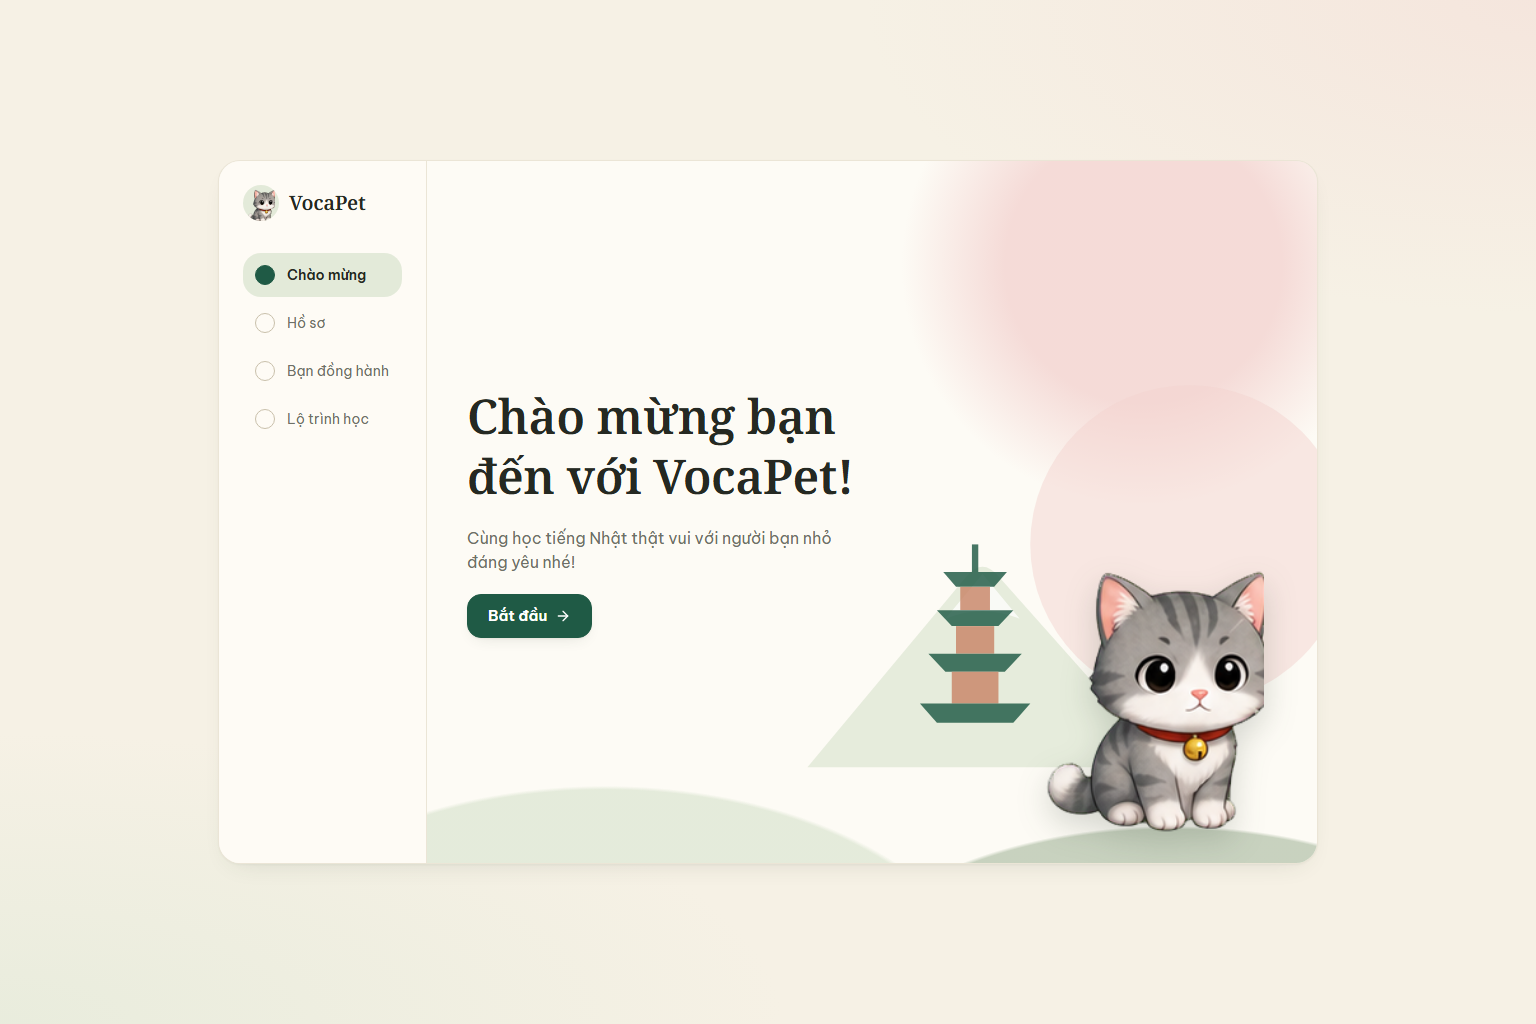 VocaPet
Chào mừng
Hồ sơ
Bạn đồng hành
Lộ trình học
Chào mừng bạn
đến với VocaPet!
Cùng học tiếng Nhật thật vui với người bạn nhỏ
đáng yêu nhé!
Bắt đầu →